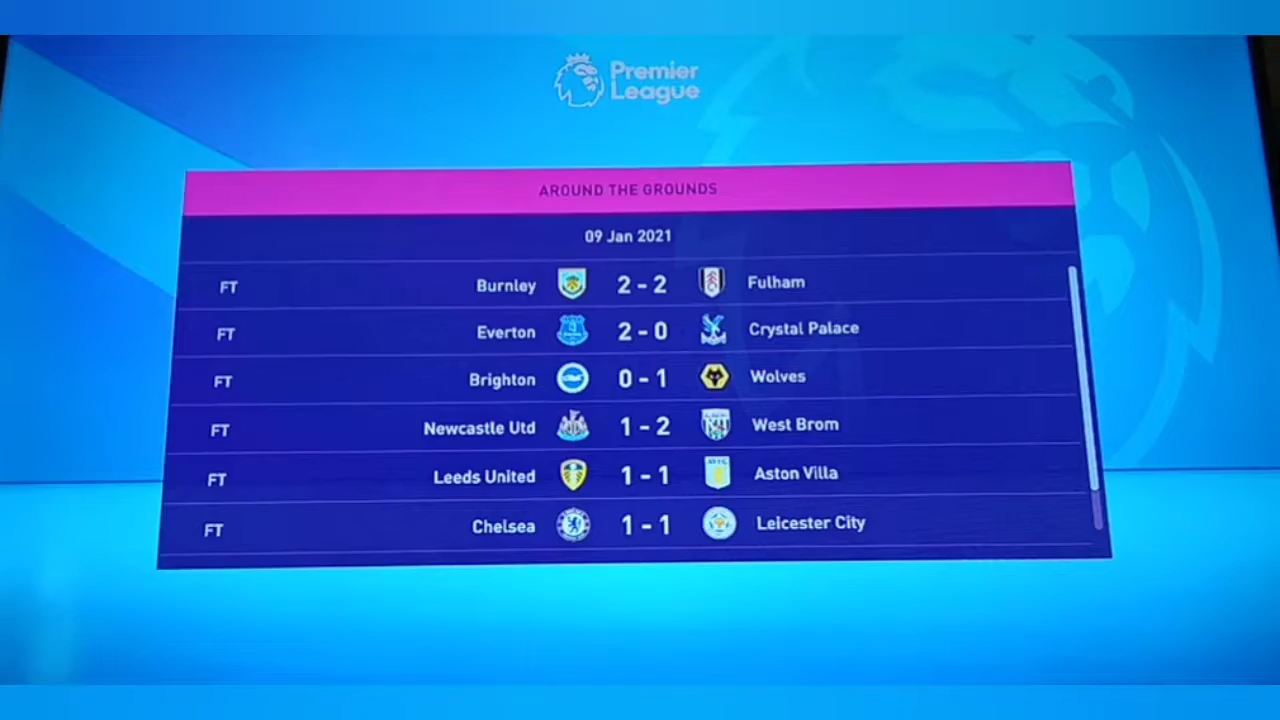 Premier
League
AROUND THE GROUNDS
09 Jan 2021
FT Burnley 2 - 2 Fulham
FT Everton 2 - 0 Crystal Palace
FT Brighton 0 - 1 Wolves
FT Newcastle Utd 1 - 2 West Brom
FT Leeds United 1 - 1 Aston Villa
FT Chelsea 1 - 1 Leicester City